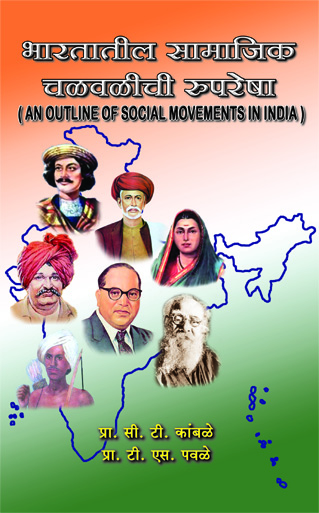 भारतातील सामाजिक
चळवळीची रुपरेषा
( AN OUTLINE OF SOCIAL MOVEMENTS IN INDIA )
प्रा. सी. टी. कांबळे
प्रा. टी. एस. पवळे